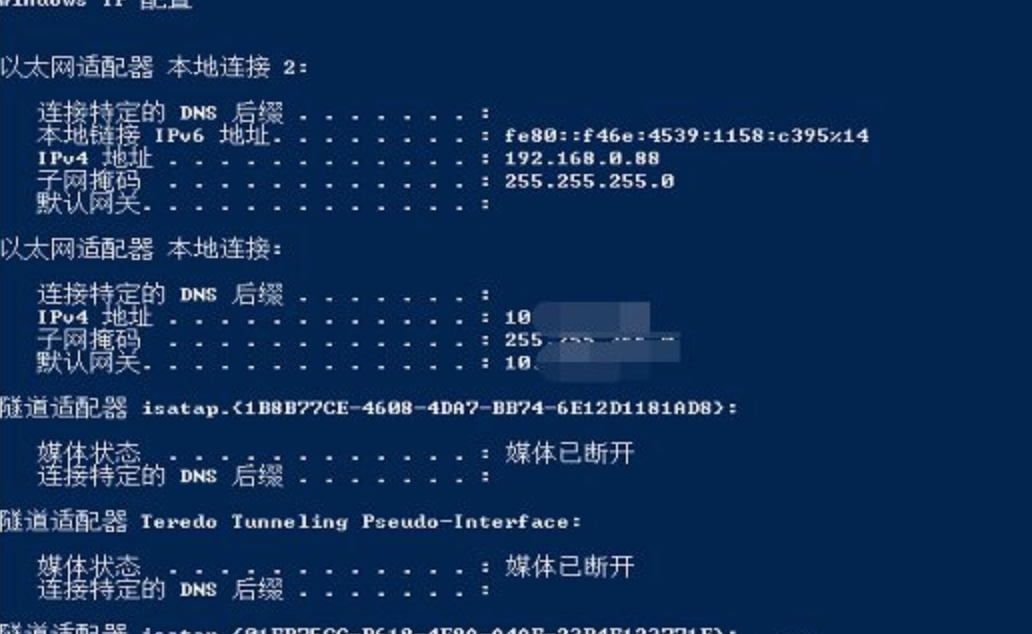 Windows IP 配置
以太网适配器 本地连接 2:
连接特定的 DNS 后缀 . . . . . . . :
本地链接 IPv6 地址. . . . . . . . : fe80::f46e:4539:1158:c395%14
IPv4 地址 . . . . . . . . . . . . : 192.168.0.88
子网掩码 . . . . . . . . . . . . : 255.255.255.0
默认网关. . . . . . . . . . . . . :
以太网适配器 本地连接:
连接特定的 DNS 后缀 . . . . . . . :
IPv4 地址 . . . . . . . . . . . . : 10
子网掩码 . . . . . . . . . . . . : 255
默认网关. . . . . . . . . . . . . : 10.
隧道适配器 isatap.{1B8B77CE-4608-4DA7-BB74-6E12D1181AD8}:
媒体状态 . . . . . . . . . . . . : 媒体已断开
连接特定的 DNS 后缀 . . . . . . . :
隧道适配器 Teredo Tunneling Pseudo-Interface:
媒体状态 . . . . . . . . . . . . : 媒体已断开
连接特定的 DNS 后缀 . . . . . . . :
隧道适配器